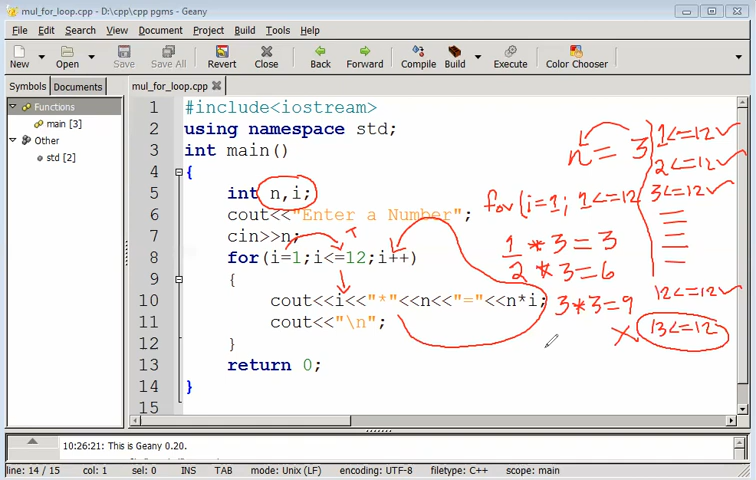 mul_for_loop.cpp - D:\cpp\cpp pgms - Geany
File Edit Search View Document Project Build Tools Help
New Open Save Save All Revert Close Back Forward Compile Build Execute Color Chooser
Symbols Documents mul_for_loop.cpp
Functions
main [3]
Other
std [2]
1 #include<iostream>
2 using namespace std;
3 int main()
4 {
5 int n,i;
6 cout<<"Enter a Number";
7 cin>>n;
8 for(i=1;i<=12;i++)
9 {
10 cout<<i<<"*"<<n<<"="<<n*i;
11 cout<<"\n";
12 }
13 return 0;
14 }
15
n = 3
for(i=1; 1<=12
T
1 * 3 = 3
2 * 3 = 6
3*3=9
1<=12 ✓
2<=12 ✓
3<=12 ✓
12<=12 ✓
× 13<=12
10:26:21: This is Geany 0.20.
line: 14 / 15 col: 1 sel: 0 INS TAB mode: Unix (LF) encoding: UTF-8 filetype: C++ scope: main